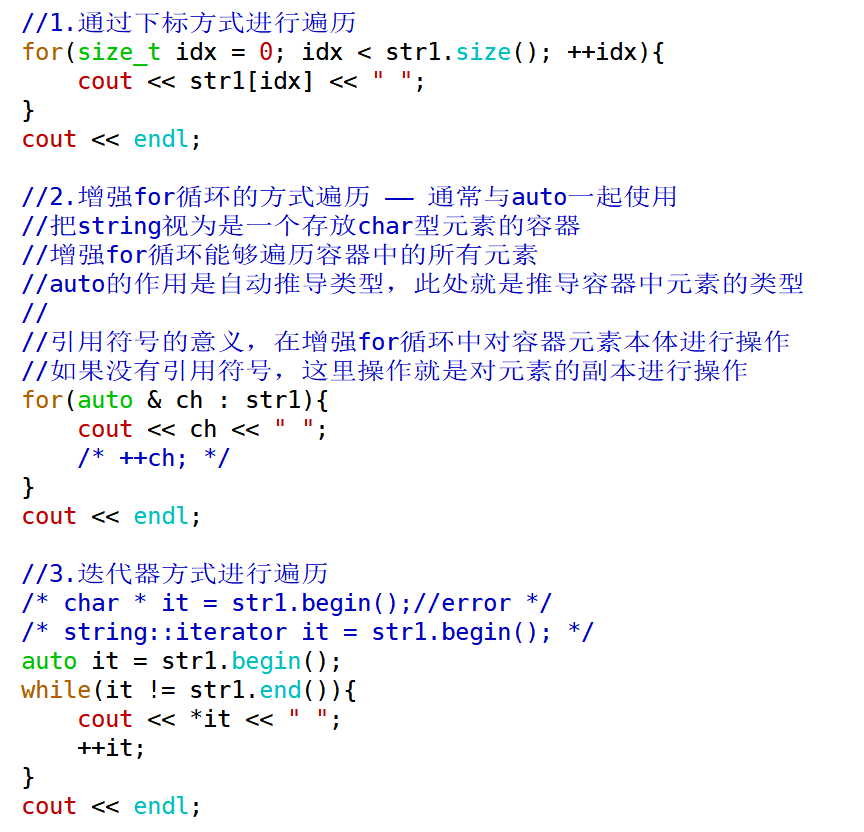 //1.通过下标方式进行遍历
for(size_t idx = 0; idx < str1.size(); ++idx){
    cout << str1[idx] << " ";
}
cout << endl;

//2.增强for循环的方式遍历 —— 通常与auto一起使用
//把string视为是一个存放char型元素的容器
//增强for循环能够遍历容器中的所有元素
//auto的作用是自动推导类型，此处就是推导容器中元素的类型
//
//引用符号的意义，在增强for循环中对容器元素本体进行操作
//如果没有引用符号，这里操作就是对元素的副本进行操作
for(auto & ch : str1){
    cout << ch << " ";
    /* ++ch; */
}
cout << endl;

//3.迭代器方式进行遍历
/* char * it = str1.begin();//error */
/* string::iterator it = str1.begin(); */
auto it = str1.begin();
while(it != str1.end()){
    cout << *it << " ";
    ++it;
}
cout << endl;